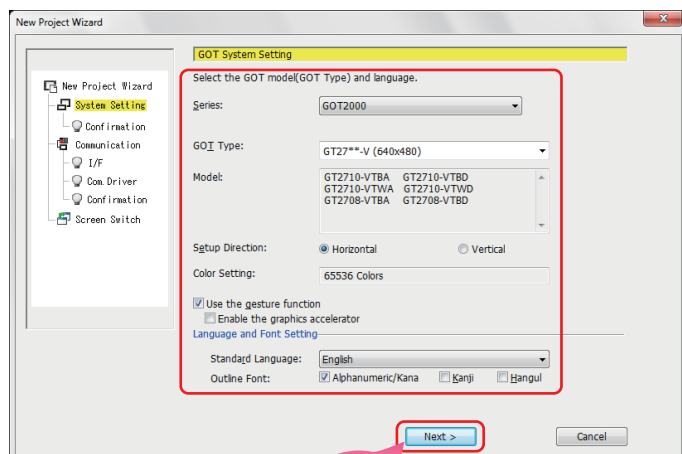 New Project Wizard
GOT System Setting
New Project Wizard
System Setting
Confirmation
Communication
I/F
Com. Driver
Confirmation
Screen Switch
Select the GOT model(GOT Type) and language.
Series: GOT2000
GOT Type: GT27**-V (640x480)
Model: GT2710-VTBA GT2710-VTBD
GT2710-VTWA GT2710-VTWD
GT2708-VTBA GT2708-VTBD
Setup Direction: Horizontal Vertical
Color Setting: 65536 Colors
Use the gesture function
Enable the graphics accelerator
Language and Font Setting
Standard Language: English
Outline Font: Alphanumeric/Kana Kanji Hangul
Next > Cancel